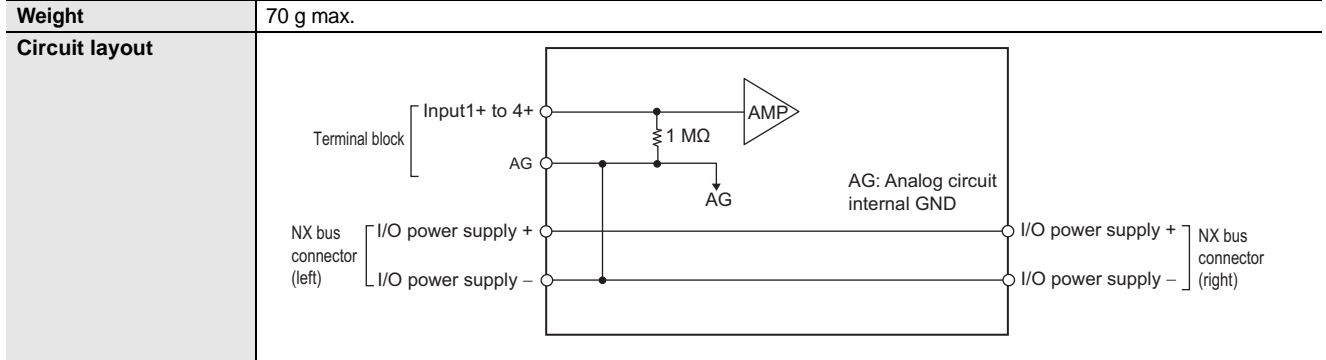 Weight
70 g max.
Circuit layout
Input1+ to 4+
AMP
Terminal block
1 MΩ
AG
AG
AG: Analog circuit
internal GND
NX bus
connector
(left)
I/O power supply +
I/O power supply –
I/O power supply +
I/O power supply –
NX bus
connector
(right)